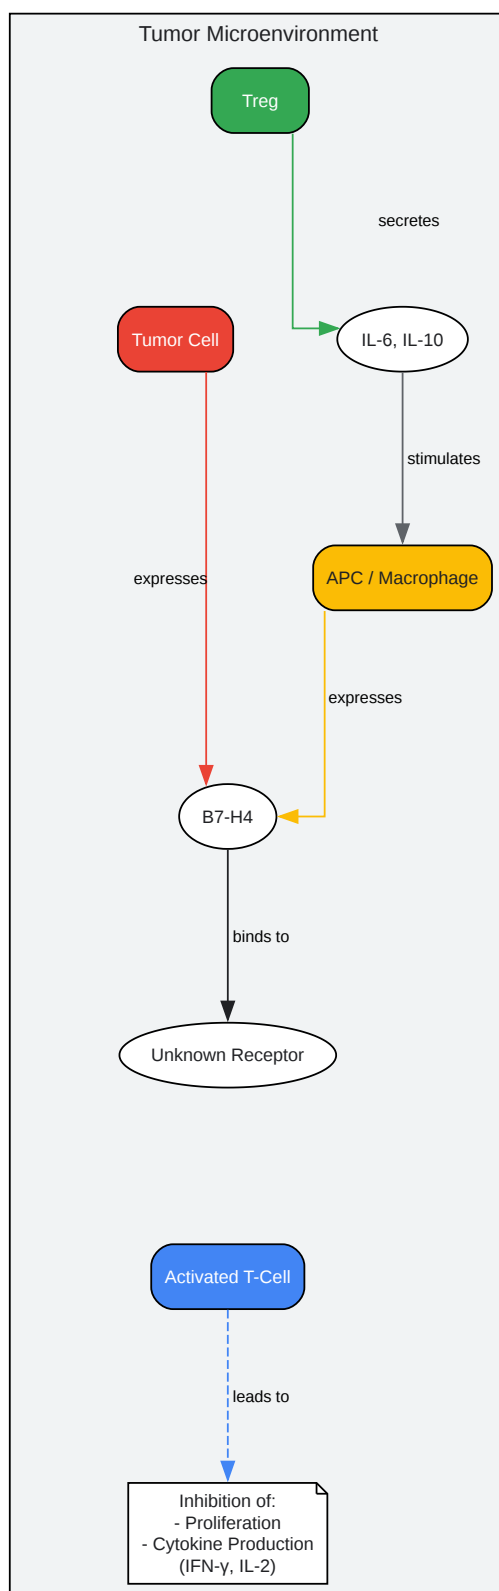 Tumor Microenvironment
Treg
secretes
Tumor Cell
IL-6, IL-10
stimulates
expresses
APC / Macrophage
expresses
B7-H4
binds to
Unknown Receptor
Activated T-Cell
leads to
Inhibition of:
- Proliferation
- Cytokine Production
(IFN-γ, IL-2)